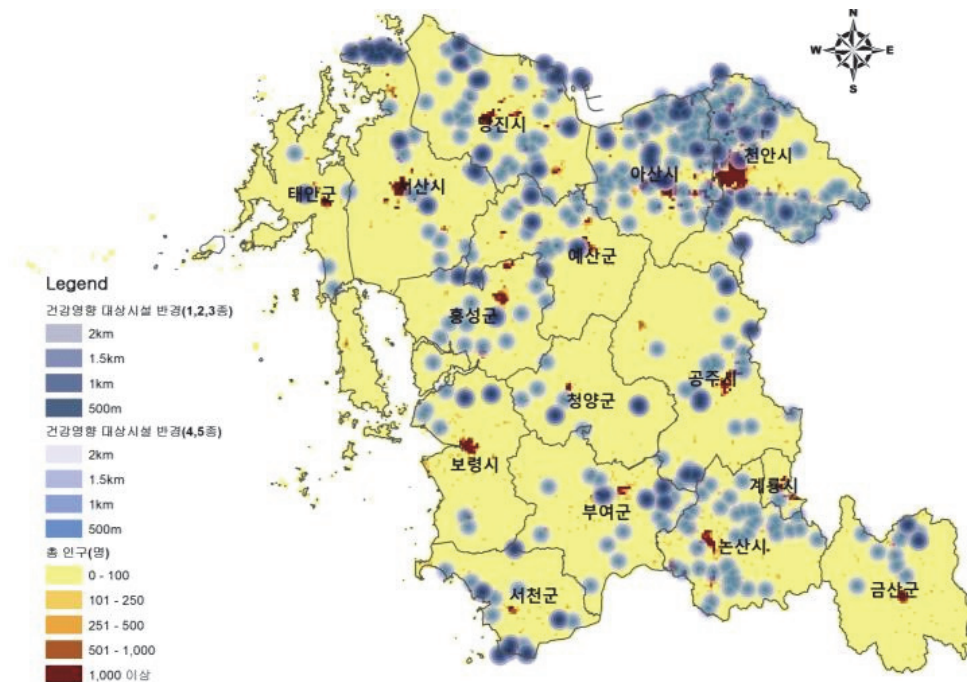 N
W E
S
당진시
천안시
아산시
서산시
태안군
예산군
홍성군
공주시
청양군
보령시
계룡시
부여군
논산시
금산군
서천군
Legend
건강영향 대상시설 반경(1,2,3종)
2km
1.5km
1km
500m
건강영향 대상시설 반경(4,5종)
2km
1.5km
1km
500m
총 인구(명)
0 - 100
101 - 250
251 - 500
501 - 1,000
1,000 이상